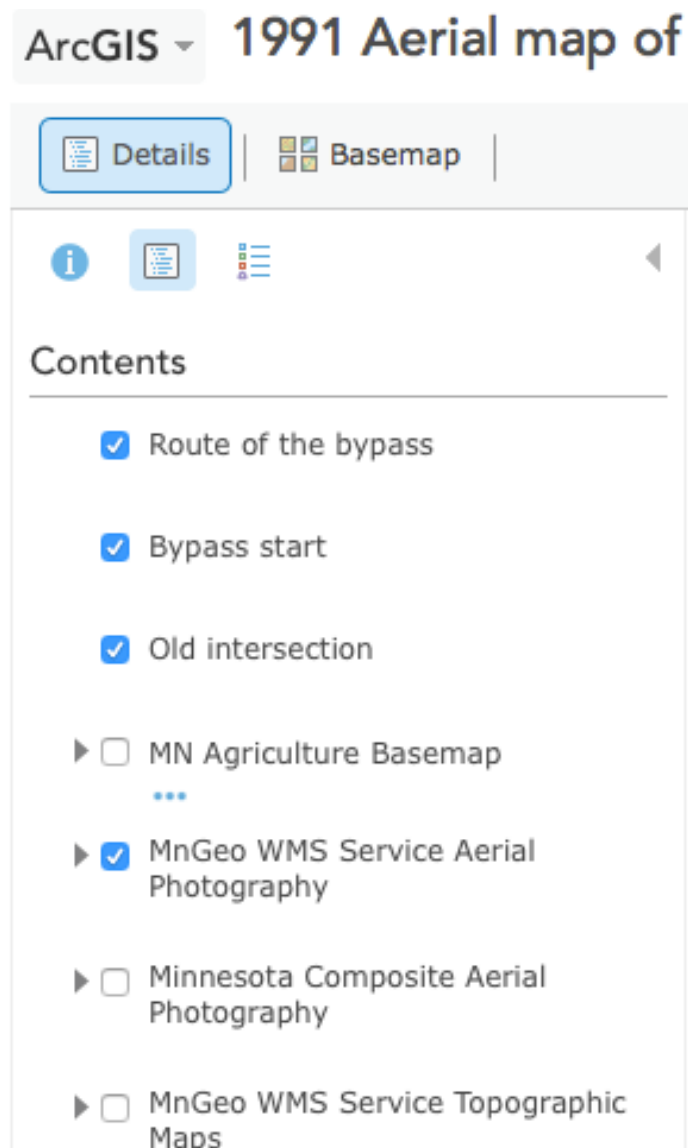 ArcGIS 1991 Aerial map of
Details Basemap
Contents
Route of the bypass
Bypass start
Old intersection
MN Agriculture Basemap
MnGeo WMS Service Aerial
Photography
Minnesota Composite Aerial
Photography
MnGeo WMS Service Topographic
Maps